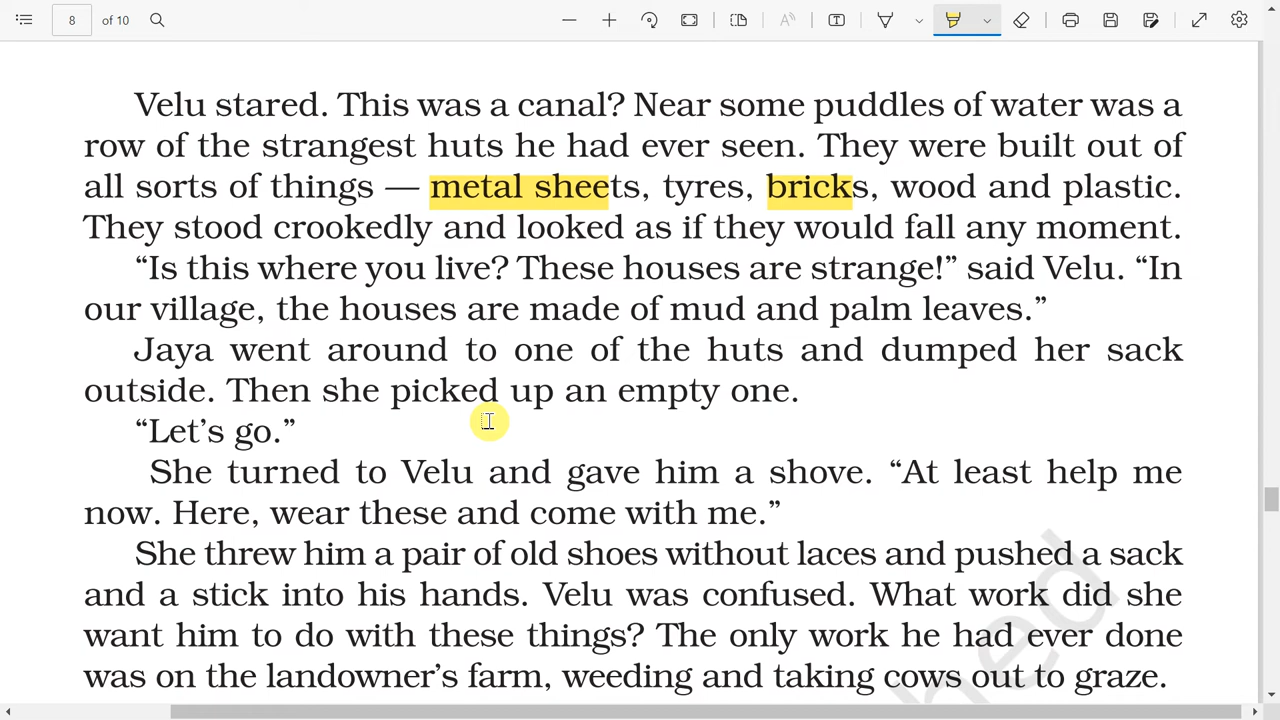 8 of 10
Velu stared. This was a canal? Near some puddles of water was a
row of the strangest huts he had ever seen. They were built out of
all sorts of things — metal sheets, tyres, bricks, wood and plastic.
They stood crookedly and looked as if they would fall any moment.
“Is this where you live? These houses are strange!” said Velu. “In
our village, the houses are made of mud and palm leaves.”
Jaya went around to one of the huts and dumped her sack
outside. Then she picked up an empty one.
“Let’s go.”
She turned to Velu and gave him a shove. “At least help me
now. Here, wear these and come with me.”
She threw him a pair of old shoes without laces and pushed a sack
and a stick into his hands. Velu was confused. What work did she
want him to do with these things? The only work he had ever done
was on the landowner’s farm, weeding and taking cows out to graze.